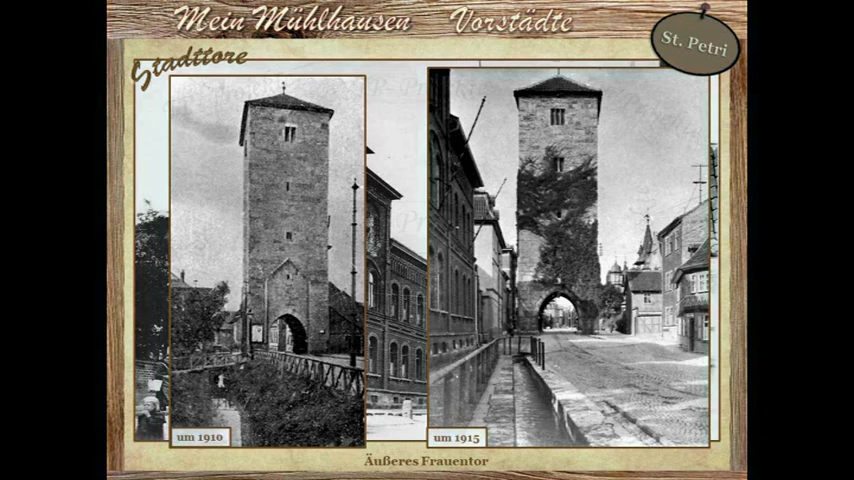 Mein Mühlhausen Vorstädte
St. Petri
Stadttore
um 1910
um 1915
Äußeres Frauentor